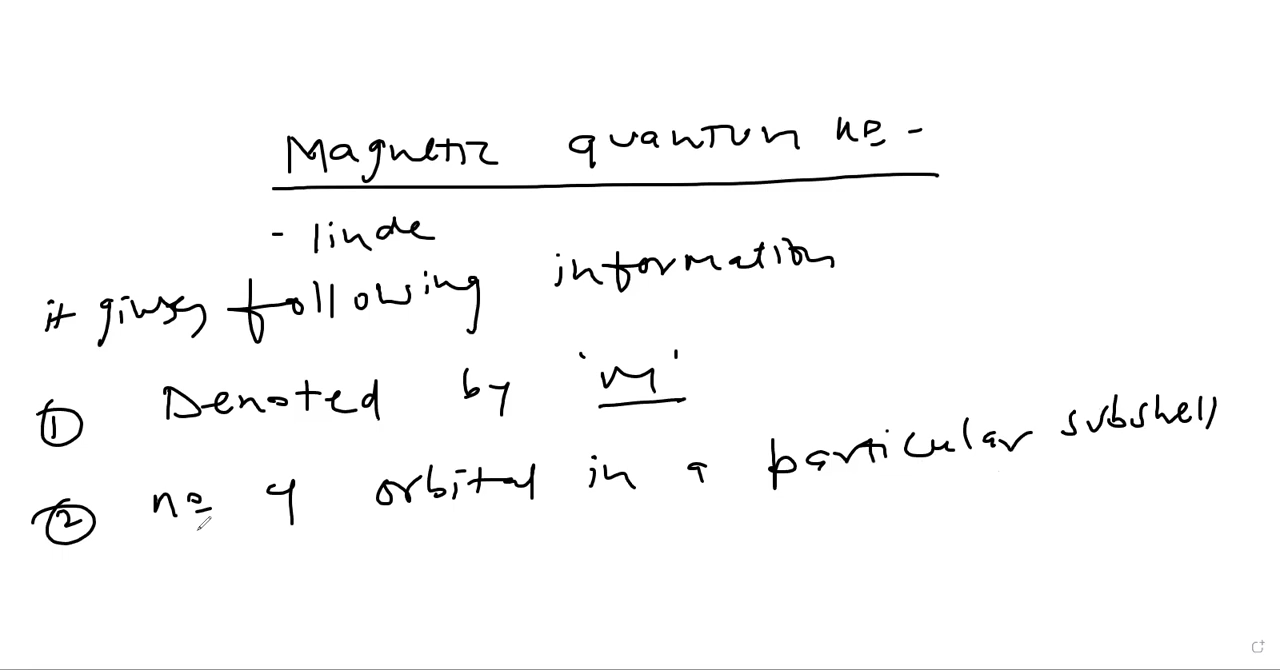 Magnetic quantum no -
- linde
it gives following information
① Denoted by 'm'
② no of orbital in a particular subshell